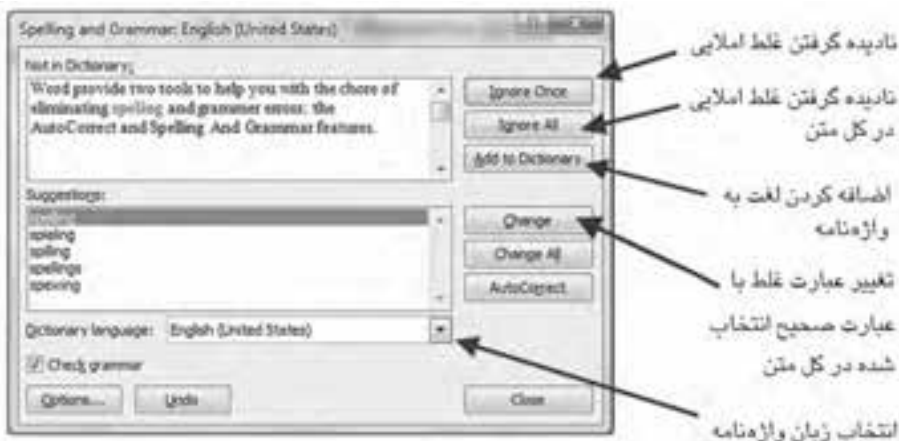 Spelling and Grammar: English (United States)
Not in Dictionary:
Word provide two tools to help you with the chore of
eliminating spelling and grammer errors: the
AutoCorrect and Spelling And Grammar features.
Ignore Once
Ignore All
Add to Dictionary
Suggestions:
spieling
spilling
spellings
spewing
Change
Change All
AutoCorrect
Dictionary language: English (United States)
Check grammar
Options...
Undo
Close
نادیده گرفتن غلط املایی
نادیده گرفتن غلط املایی
در کل متن
اضافه کردن لغت به
واژه‌نامه
تغییر عبارت غلط با
عبارت صحیح انتخاب
شده در کل متن
انتخاب زبان واژه‌نامه